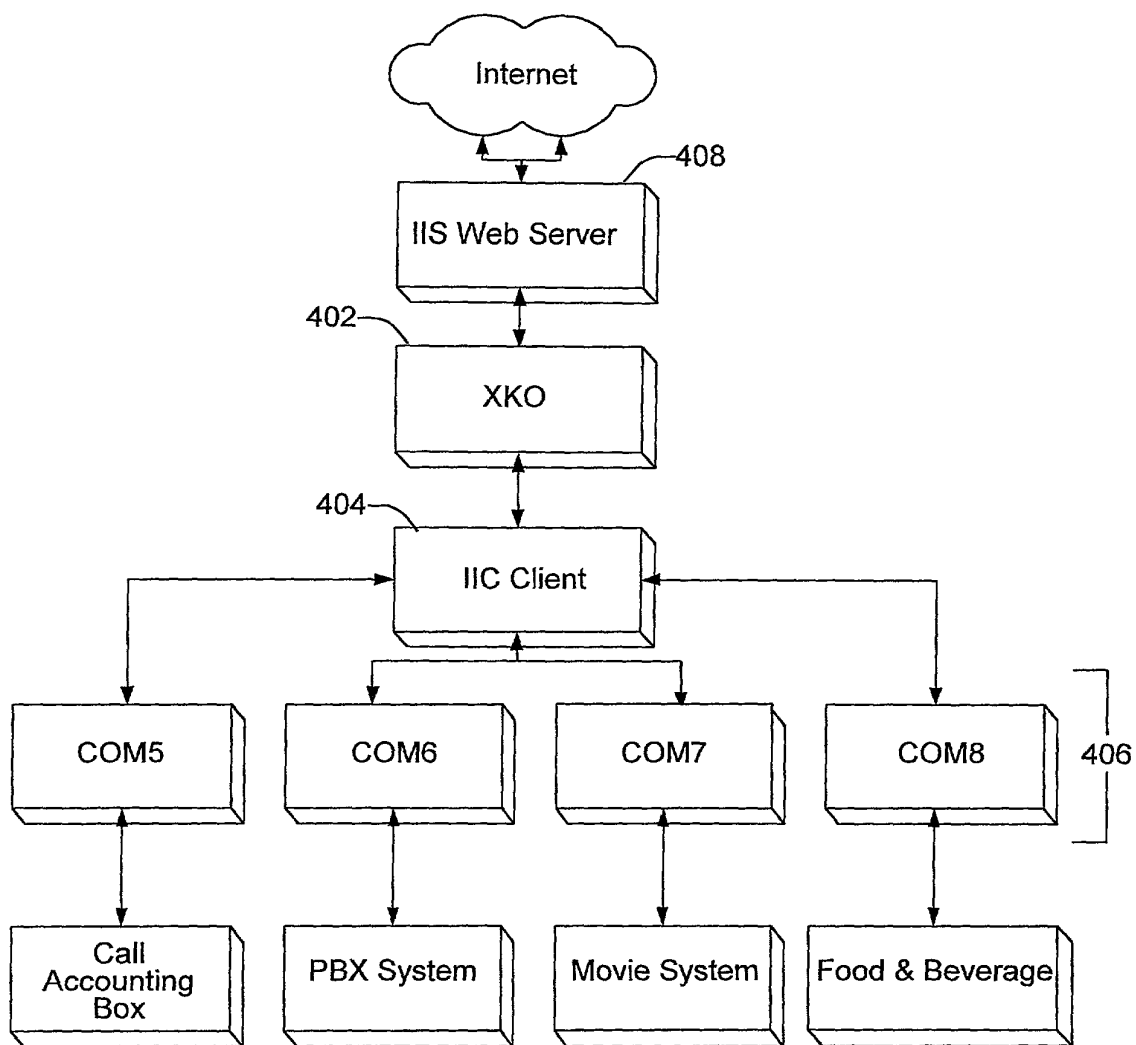 Internet
408
IIS Web Server
402
XKO
404
IIC Client
COM5
COM6
COM7
COM8
406
Call
Accounting
Box
PBX System
Movie System
Food & Beverage